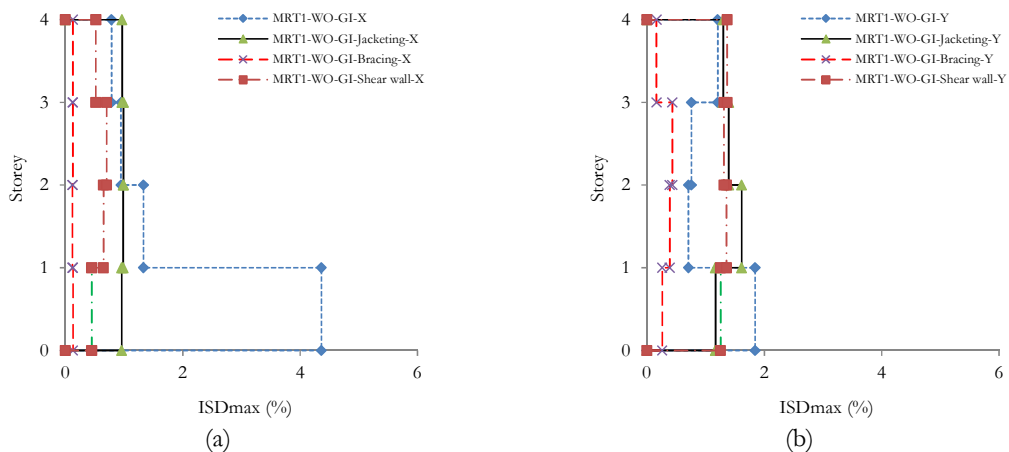 4
3
2
1
0
Storey
0
2
4
6
ISDmax (%)
MRT1-WO-GI-X
MRT1-WO-GI-Jacketing-X
MRT1-WO-GI-Bracing-X
MRT1-WO-GI-Shear wall-X
(a)
4
3
2
1
0
Storey
0
2
4
6
ISDmax (%)
MRT1-WO-GI-Y
MRT1-WO-GI-Jacketing-Y
MRT1-WO-GI-Bracing-Y
MRT1-WO-GI-Shear wall-Y
(b)